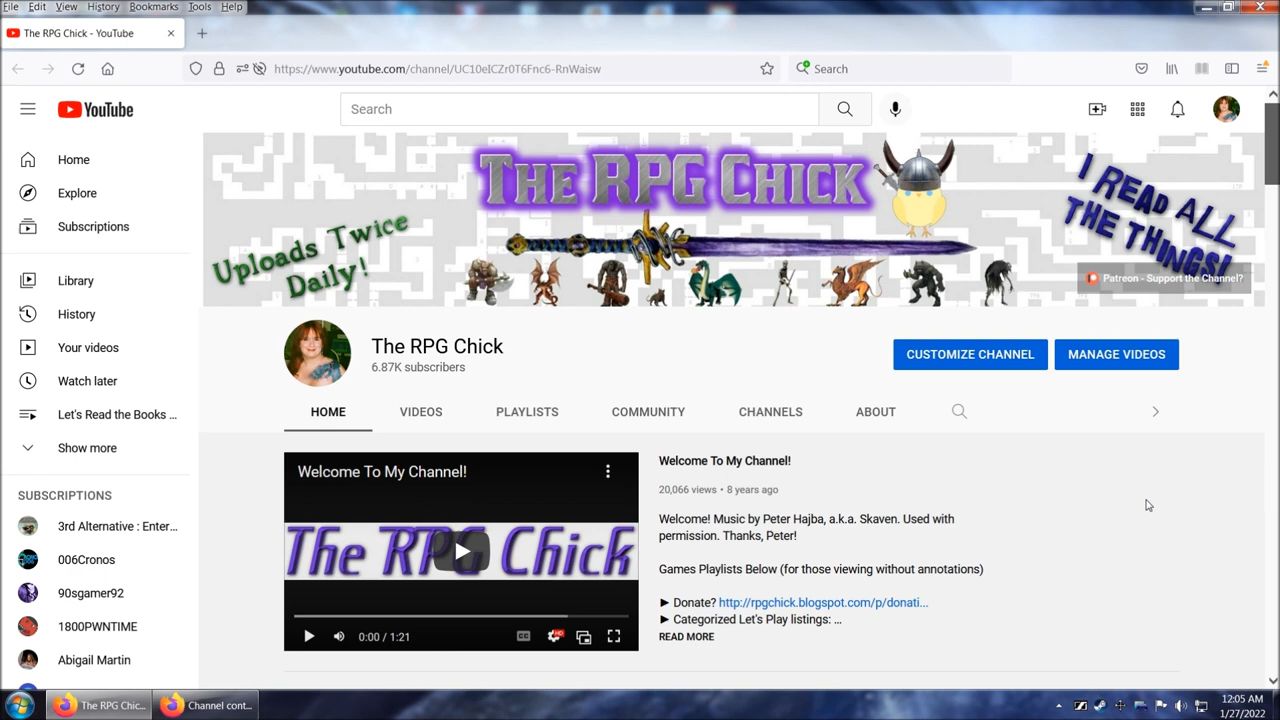 File Edit View History Bookmarks Tools Help
The RPG Chick - YouTube
https://www.youtube.com/channel/UC10eICZr0T6Fnc6-RnWaisw
Search
YouTube
Search
Home
Explore
Subscriptions
Library
History
Your videos
Watch later
Let's Read the Books ...
Show more
SUBSCRIPTIONS
3rd Alternative : Enter...
006Cronos
90sgamer92
1800PWNTIME
Abigail Martin
The RPG Chick
Uploads Twice
Daily!
I READ ALL
THE THINGS!
Patreon - Support the Channel?
The RPG Chick
6.87K subscribers
CUSTOMIZE CHANNEL
MANAGE VIDEOS
HOME VIDEOS PLAYLISTS COMMUNITY CHANNELS ABOUT
Welcome To My Channel!
The RPG Chick
0:00 / 1:21
CC
HD
Welcome To My Channel!
20,066 views • 8 years ago
Welcome! Music by Peter Hajba, a.k.a. Skaven. Used with
permission. Thanks, Peter!
Games Playlists Below (for those viewing without annotations)
► Donate? http://rpgchick.blogspot.com/p/donati...
► Categorized Let's Play listings: ...
READ MORE
The RPG Chic...
Channel cont...
12:05 AM
1/27/2022